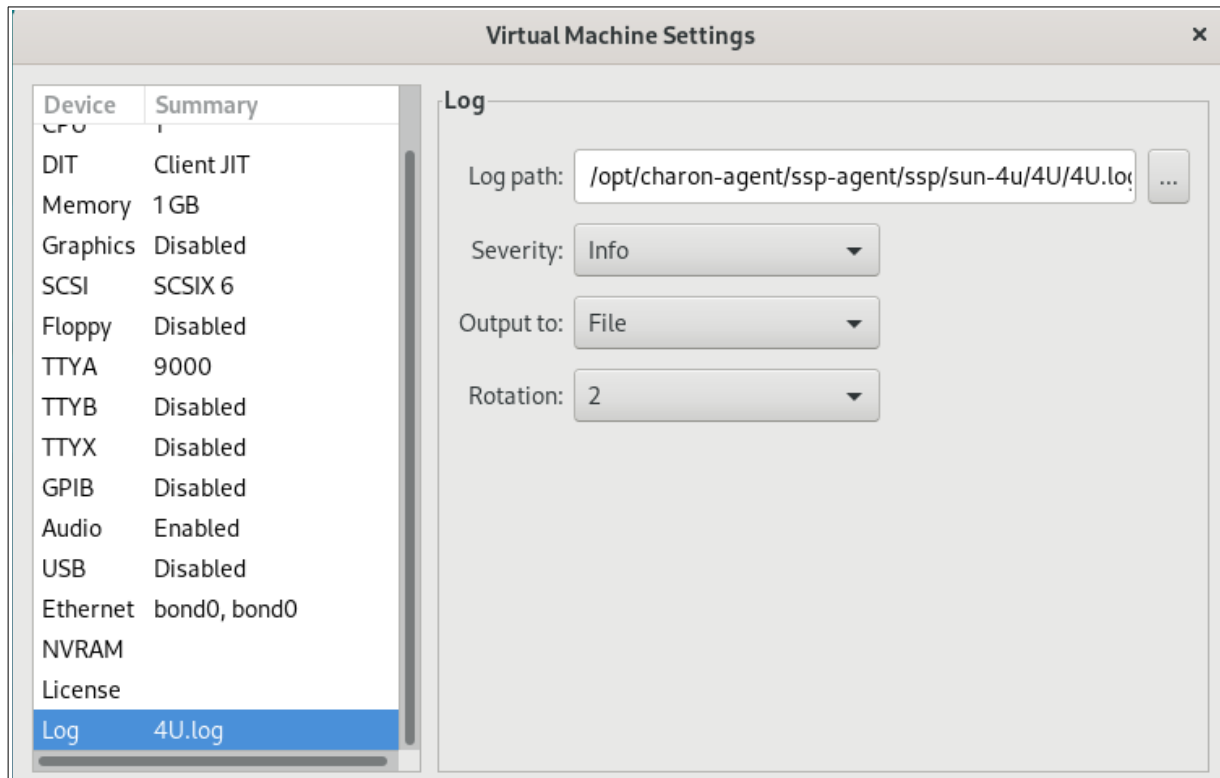 Virtual Machine Settings ×
Device Summary
CPU 1
DIT Client JIT
Memory 1 GB
Graphics Disabled
SCSI SCSIX 6
Floppy Disabled
TTYA 9000
TTYB Disabled
TTYX Disabled
GPIB Disabled
Audio Enabled
USB Disabled
Ethernet bond0, bond0
NVRAM
License
Log 4U.log
Log
Log path: /opt/charon-agent/ssp-agent/ssp/sun-4u/4U/4U.log ...
Severity: Info
Output to: File
Rotation: 2